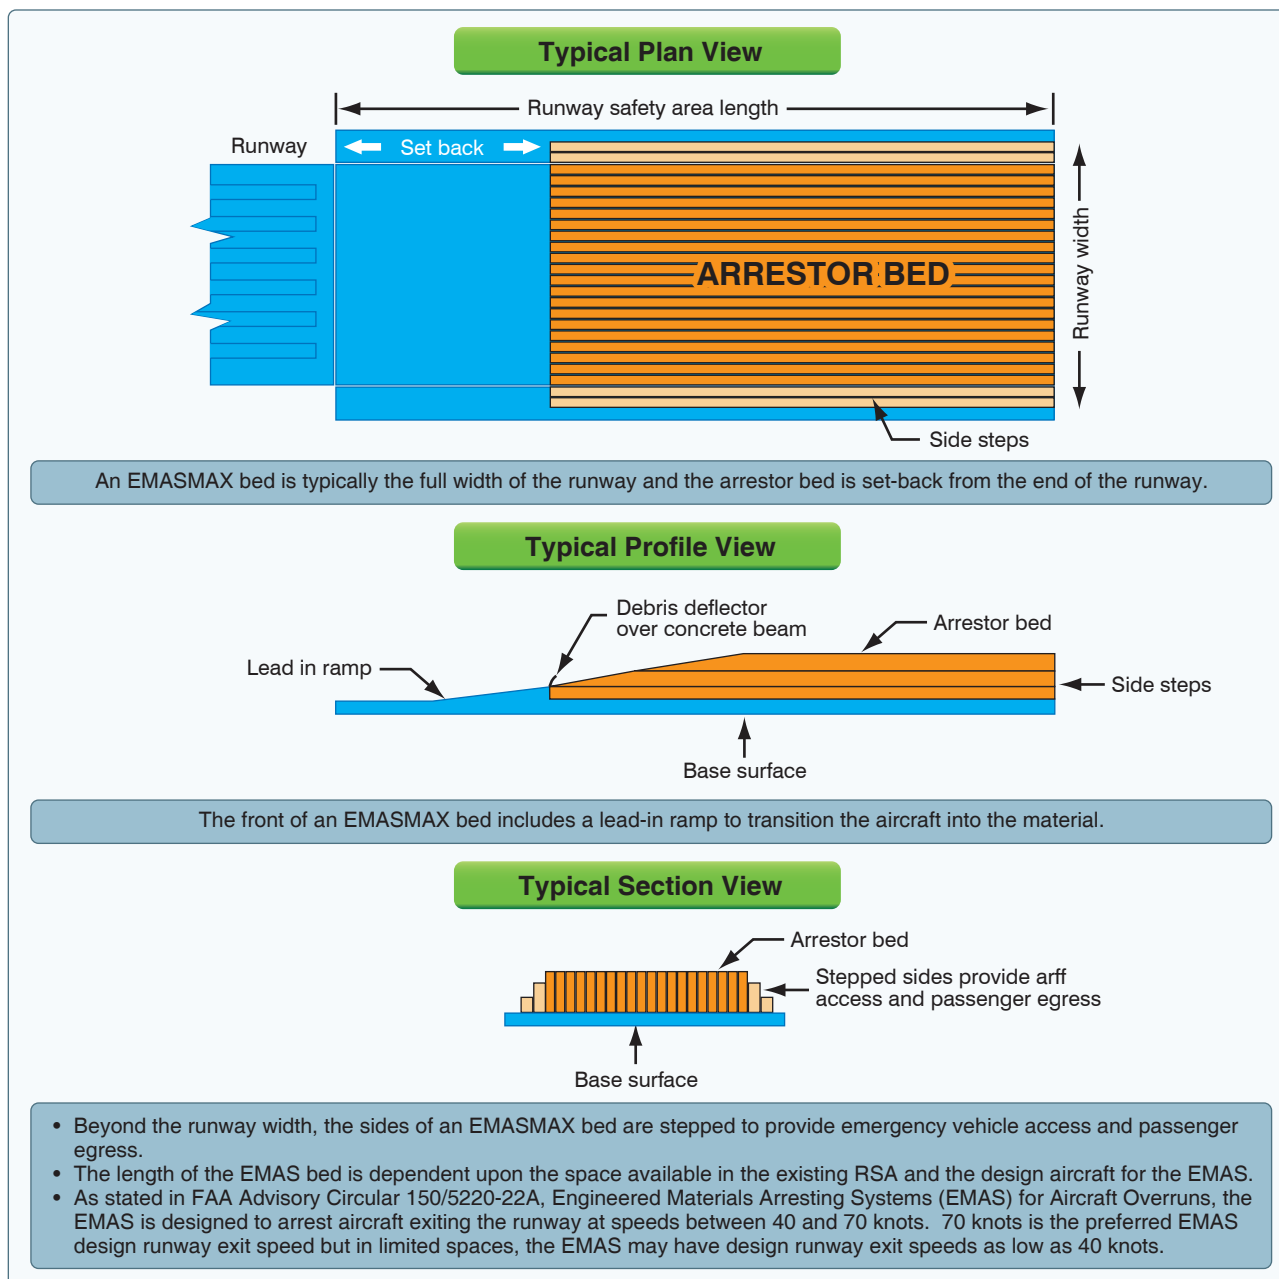 Typical Plan View
Runway safety area length
Runway
Set back
ARRESTOR BED
Runway width
Side steps
An EMASMAX bed is typically the full width of the runway and the arrestor bed is set-back from the end of the runway.
Typical Profile View
Debris deflector
over concrete beam
Arrestor bed
Lead in ramp
Side steps
Base surface
The front of an EMASMAX bed includes a lead-in ramp to transition the aircraft into the material.
Typical Section View
Arrestor bed
Stepped sides provide arff
access and passenger egress
Base surface
• Beyond the runway width, the sides of an EMASMAX bed are stepped to provide emergency vehicle access and passenger
egress.
• The length of the EMAS bed is dependent upon the space available in the existing RSA and the design aircraft for the EMAS.
• As stated in FAA Advisory Circular 150/5220-22A, Engineered Materials Arresting Systems (EMAS) for Aircraft Overruns, the
EMAS is designed to arrest aircraft exiting the runway at speeds between 40 and 70 knots.  70 knots is the preferred EMAS
design runway exit speed but in limited spaces, the EMAS may have design runway exit speeds as low as 40 knots.